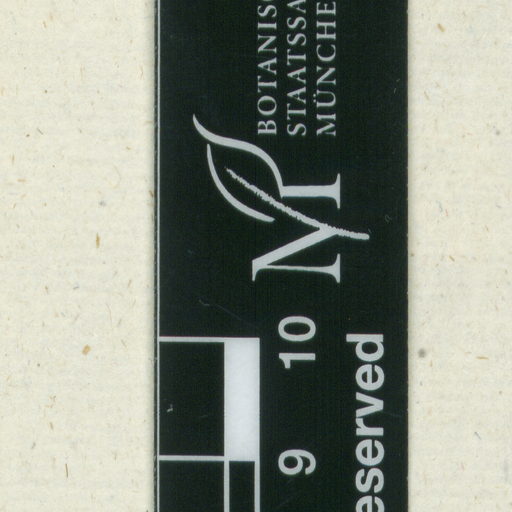 BOTANIS
STAATSSA
MÜNCHE
9 10
eserved